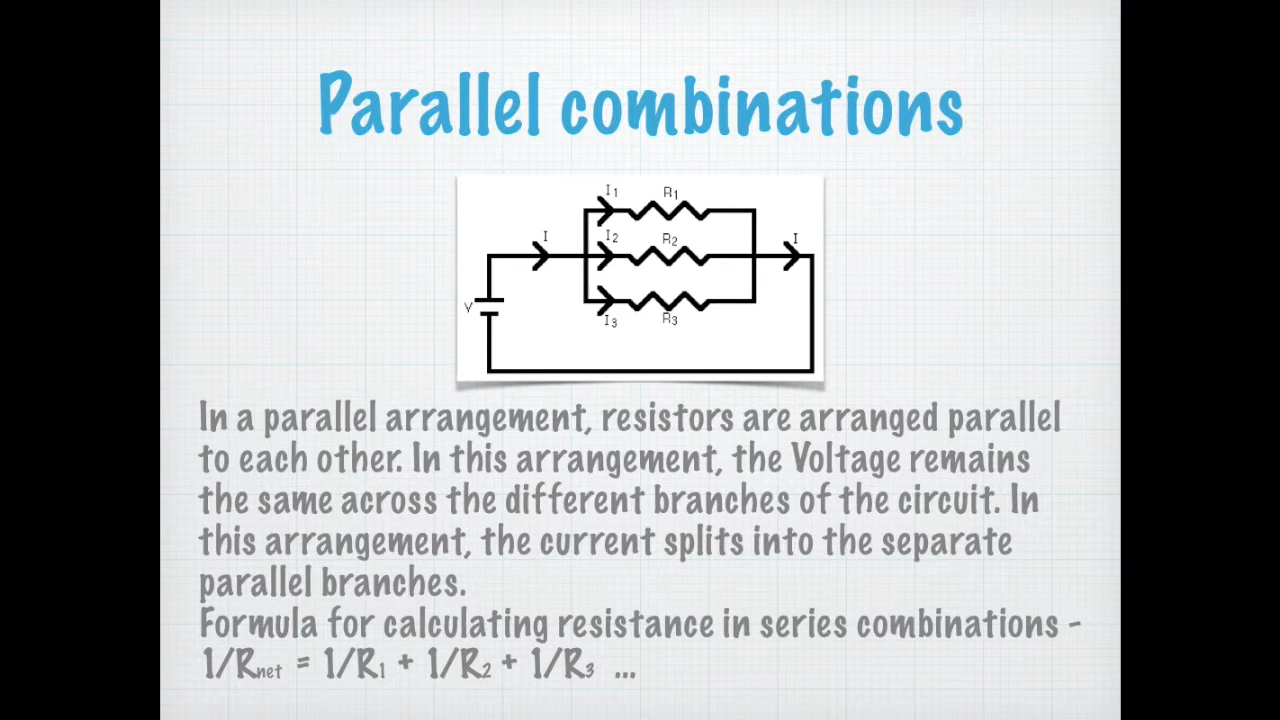 Parallel combinations
I₁ R₁
I I₂ R₂ I
V
I₃ R₃
In a parallel arrangement, resistors are arranged parallel
to each other. In this arrangement, the Voltage remains
the same across the different branches of the circuit. In
this arrangement, the current splits into the separate
parallel branches.
Formula for calculating resistance in series combinations -
1/Rnet = 1/R₁ + 1/R₂ + 1/R₃ ...